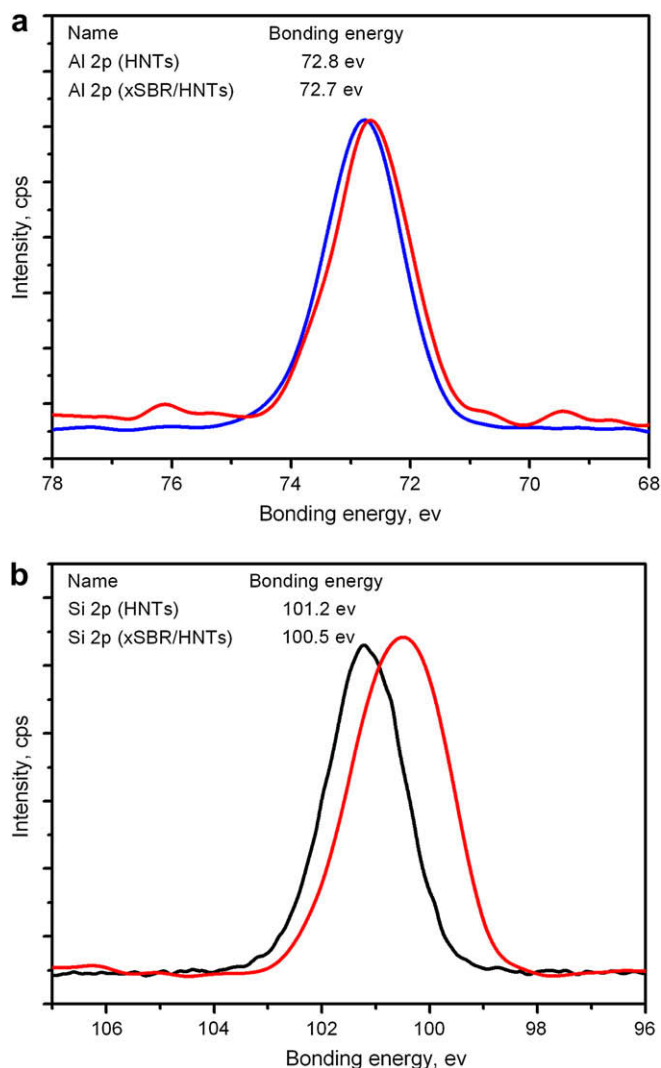 a
Name Bonding energy
Al 2p (HNTs) 72.8 ev
Al 2p (xSBR/HNTs) 72.7 ev
Intensity, cps
78 76 74 72 70 68
Bonding energy, ev
b
Name Bonding energy
Si 2p (HNTs) 101.2 ev
Si 2p (xSBR/HNTs) 100.5 ev
Intensity, cps
106 104 102 100 98 96
Bonding energy, ev